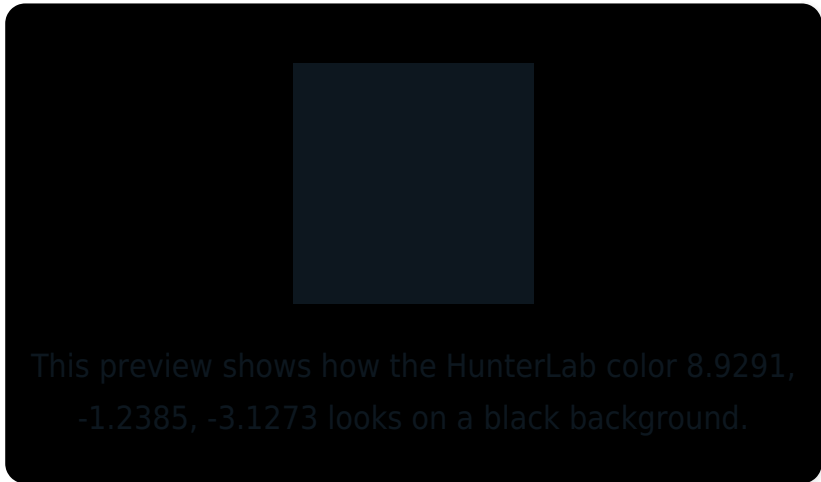 This preview shows how the HunterLab color 8.9291,
-1.2385, -3.1273 looks on a black background.